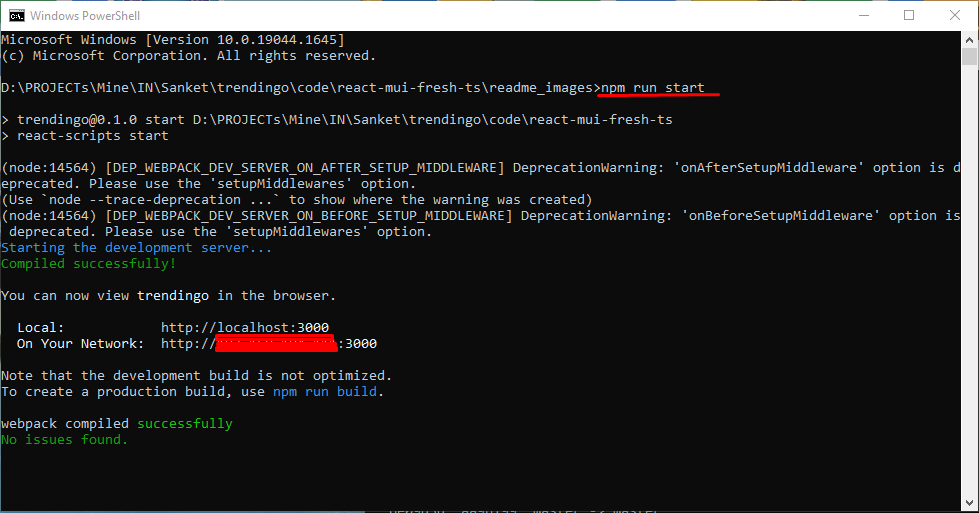 Windows PowerShell
Microsoft Windows [Version 10.0.19044.1645]
(c) Microsoft Corporation. All rights reserved.
D:\PROJECTs\Mine\IN\Sanket\trendingo\code\react-mui-fresh-ts\readme_images>npm run start
> trendingo@0.1.0 start D:\PROJECTs\Mine\IN\Sanket\trendingo\code\react-mui-fresh-ts
> react-scripts start
(node:14564) [DEP_WEBPACK_DEV_SERVER_ON_AFTER_SETUP_MIDDLEWARE] DeprecationWarning: 'onAfterSetupMiddleware' option is d
eprecated. Please use the 'setupMiddlewares' option.
(Use `node --trace-deprecation ...` to show where the warning was created)
(node:14564) [DEP_WEBPACK_DEV_SERVER_ON_BEFORE_SETUP_MIDDLEWARE] DeprecationWarning: 'onBeforeSetupMiddleware' option is
 deprecated. Please use the 'setupMiddlewares' option.
Starting the development server...
Compiled successfully!
You can now view trendingo in the browser.
  Local:            http://localhost:3000
  On Your Network:  http://:3000
Note that the development build is not optimized.
To create a production build, use npm run build.
webpack compiled successfully
No issues found.